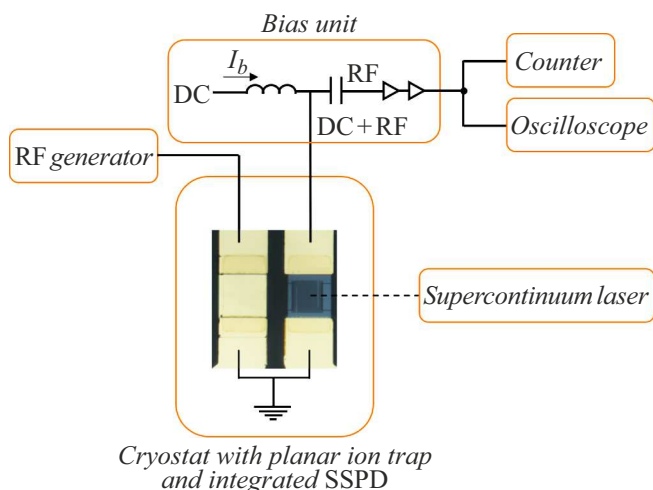 Bias unit
I_b
DC
RF
DC + RF
Counter
Oscilloscope
RF generator
Supercontinuum laser
Cryostat with planar ion trap
and integrated SSPD